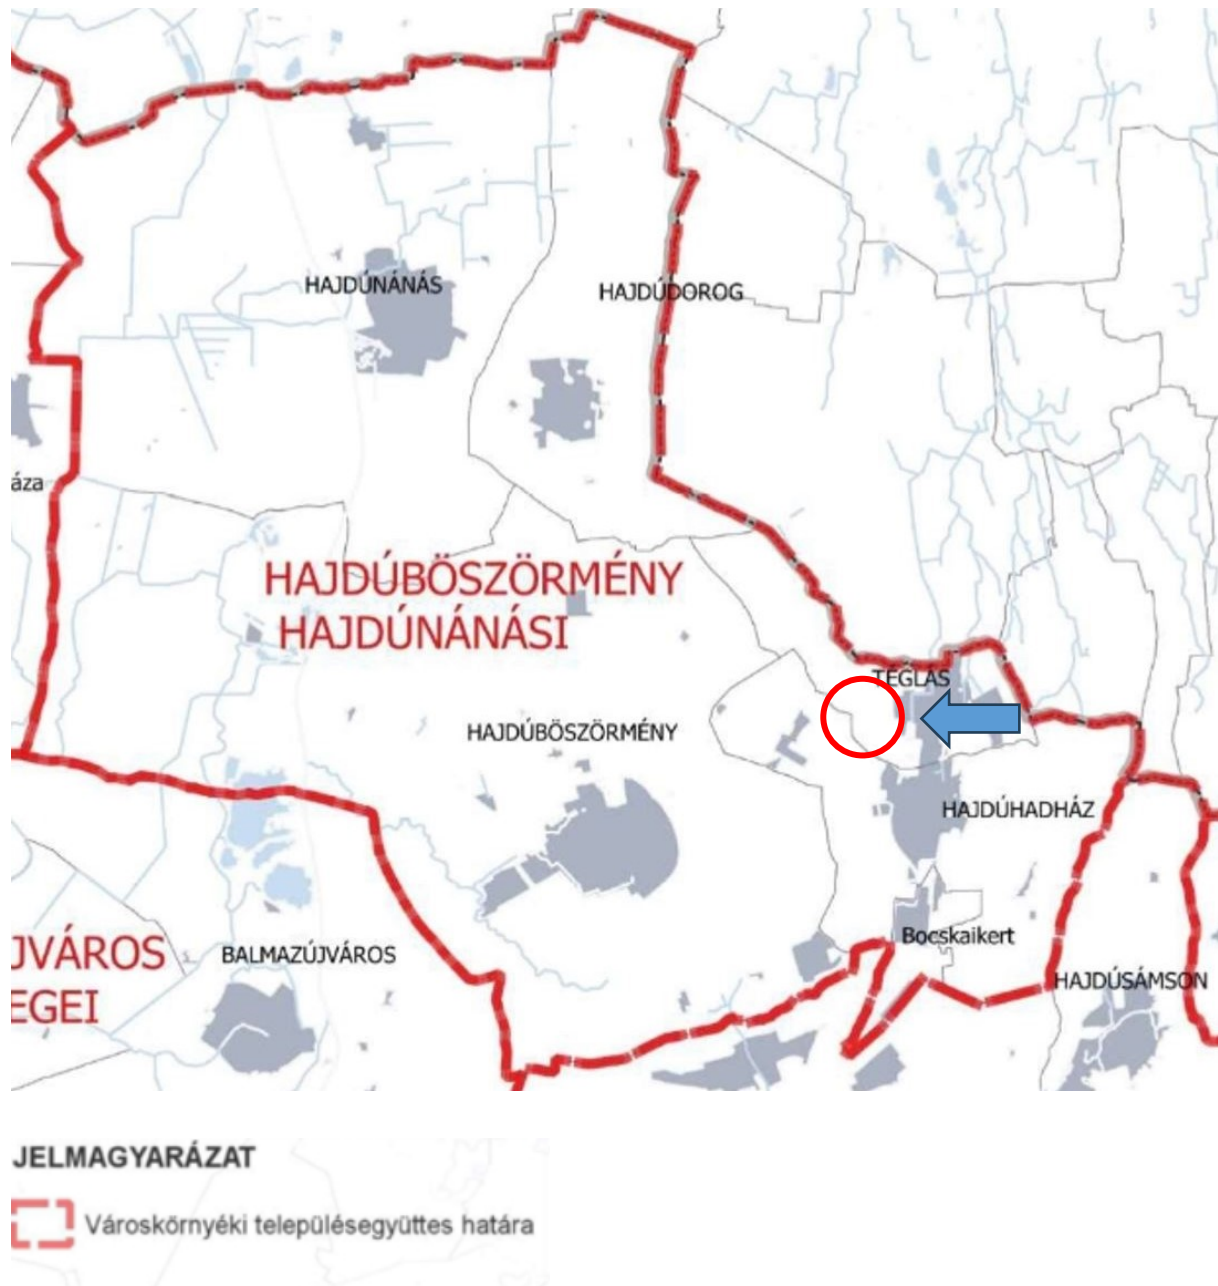 HAJDÚNÁNÁS
HAJDÚDOROG
áza
HAJDÚBÖSZÖRMÉNY
HAJDÚNÁNÁSI
TÉGLÁS
HAJDÚBÖSZÖRMÉNY
HAJDÚHADHÁZ
JVÁROS
EGEI
BALMAZÚJVÁROS
Bocskaikert
HAJDÚSÁMSON
JELMAGYARÁZAT
Városkörnyéki településegyüttes határa